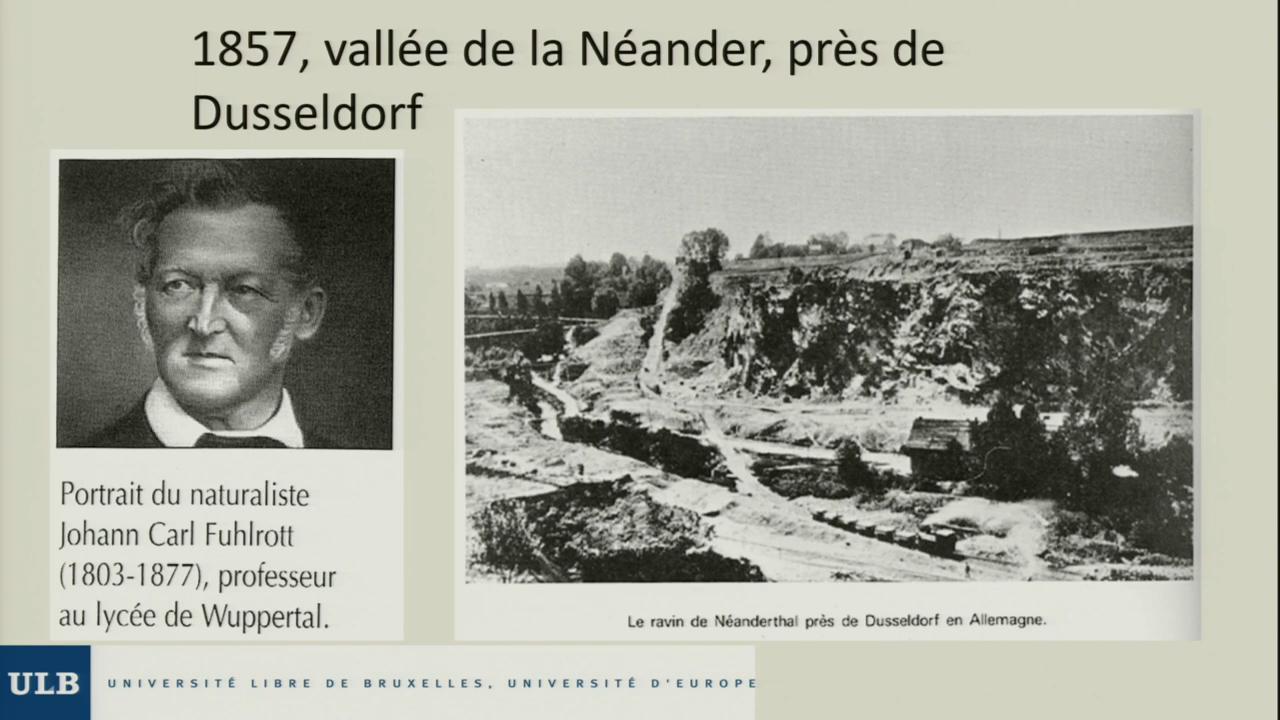 1857, vallée de la Néander, près de
Dusseldorf
Portrait du naturaliste
Johann Carl Fuhlrott
(1803-1877), professeur
au lycée de Wuppertal.
Le ravin de Néanderthal près de Dusseldorf en Allemagne.
ULB
UNIVERSITÉ LIBRE DE BRUXELLES, UNIVERSITÉ D'EUROPE